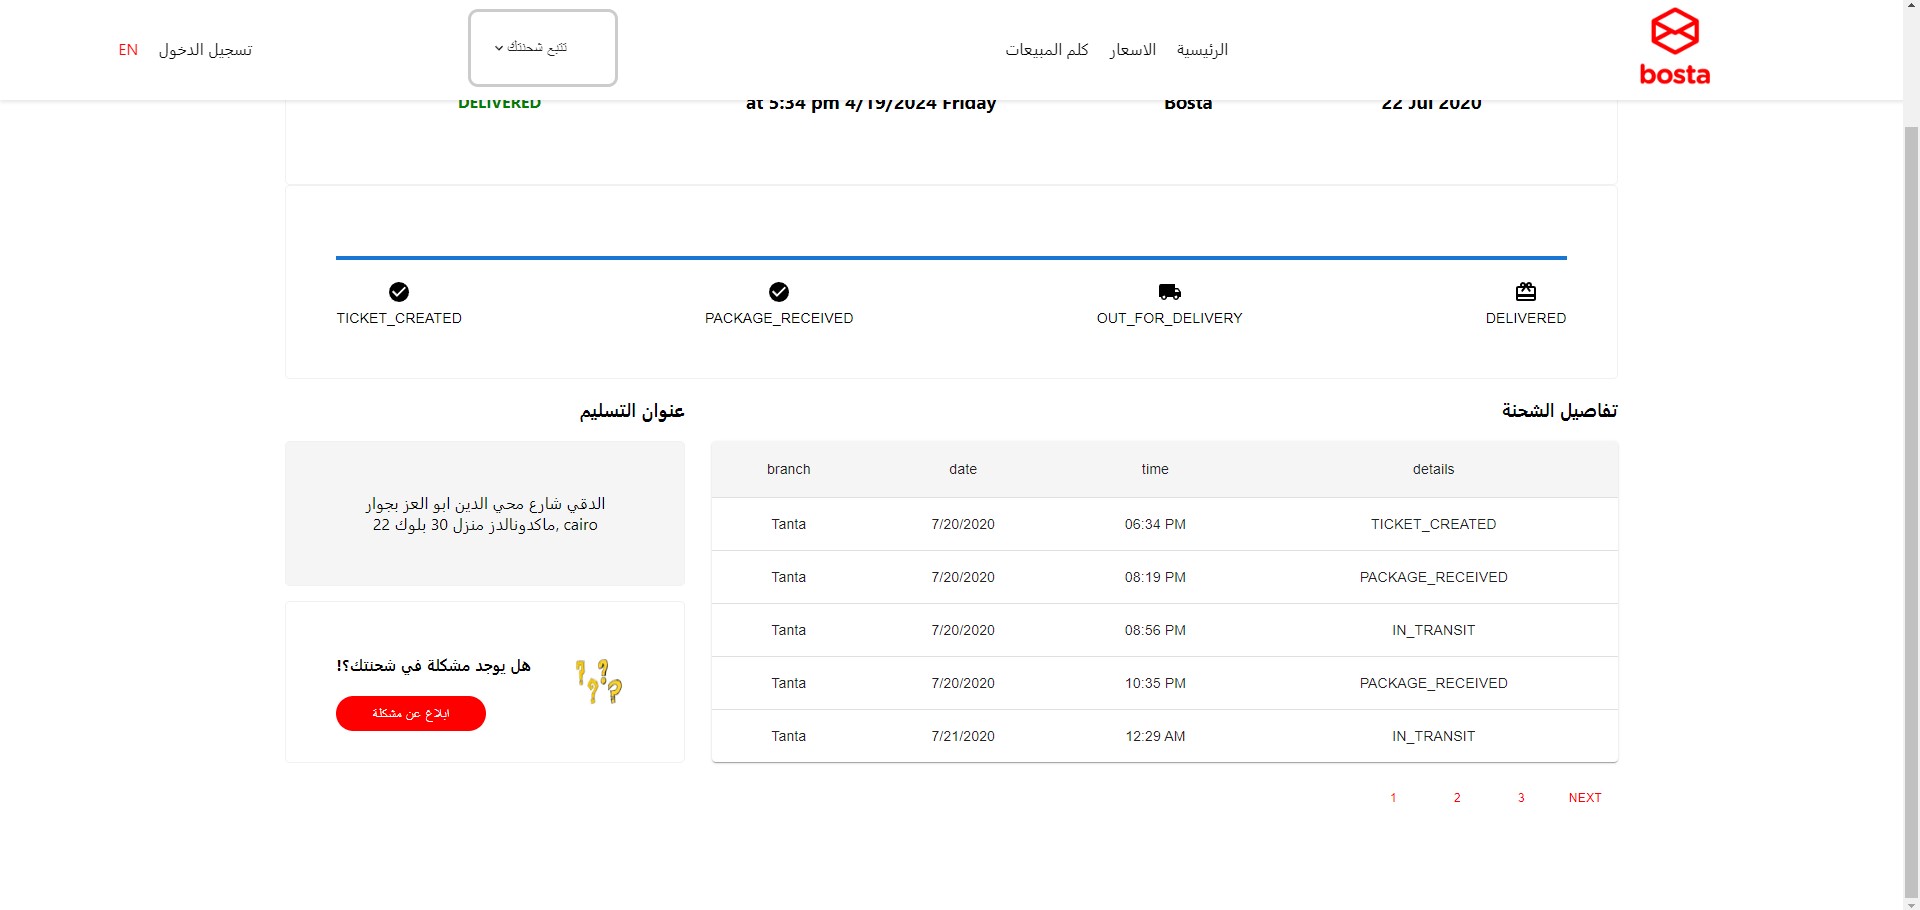 bosta
الرئيسية الاسعار كلم المبيعات
تتبع شحنتك
تسجيل الدخول EN
DELIVERED at 5:34 pm 4/19/2024 Friday Bosta 22 Jul 2020
TICKET_CREATED PACKAGE_RECEIVED OUT_FOR_DELIVERY DELIVERED
تفاصيل الشحنة
branch date time details
Tanta 7/20/2020 06:34 PM TICKET_CREATED
Tanta 7/20/2020 08:19 PM PACKAGE_RECEIVED
Tanta 7/20/2020 08:56 PM IN_TRANSIT
Tanta 7/20/2020 10:35 PM PACKAGE_RECEIVED
Tanta 7/21/2020 12:29 AM IN_TRANSIT
1 2 3 NEXT
عنوان التسليم
الدقي شارع محي الدين ابو العز بجوار
ماكدونالدز منزل 30 بلوك 22, cairo
هل يوجد مشكلة في شحنتك؟!
ابلاغ عن مشكلة